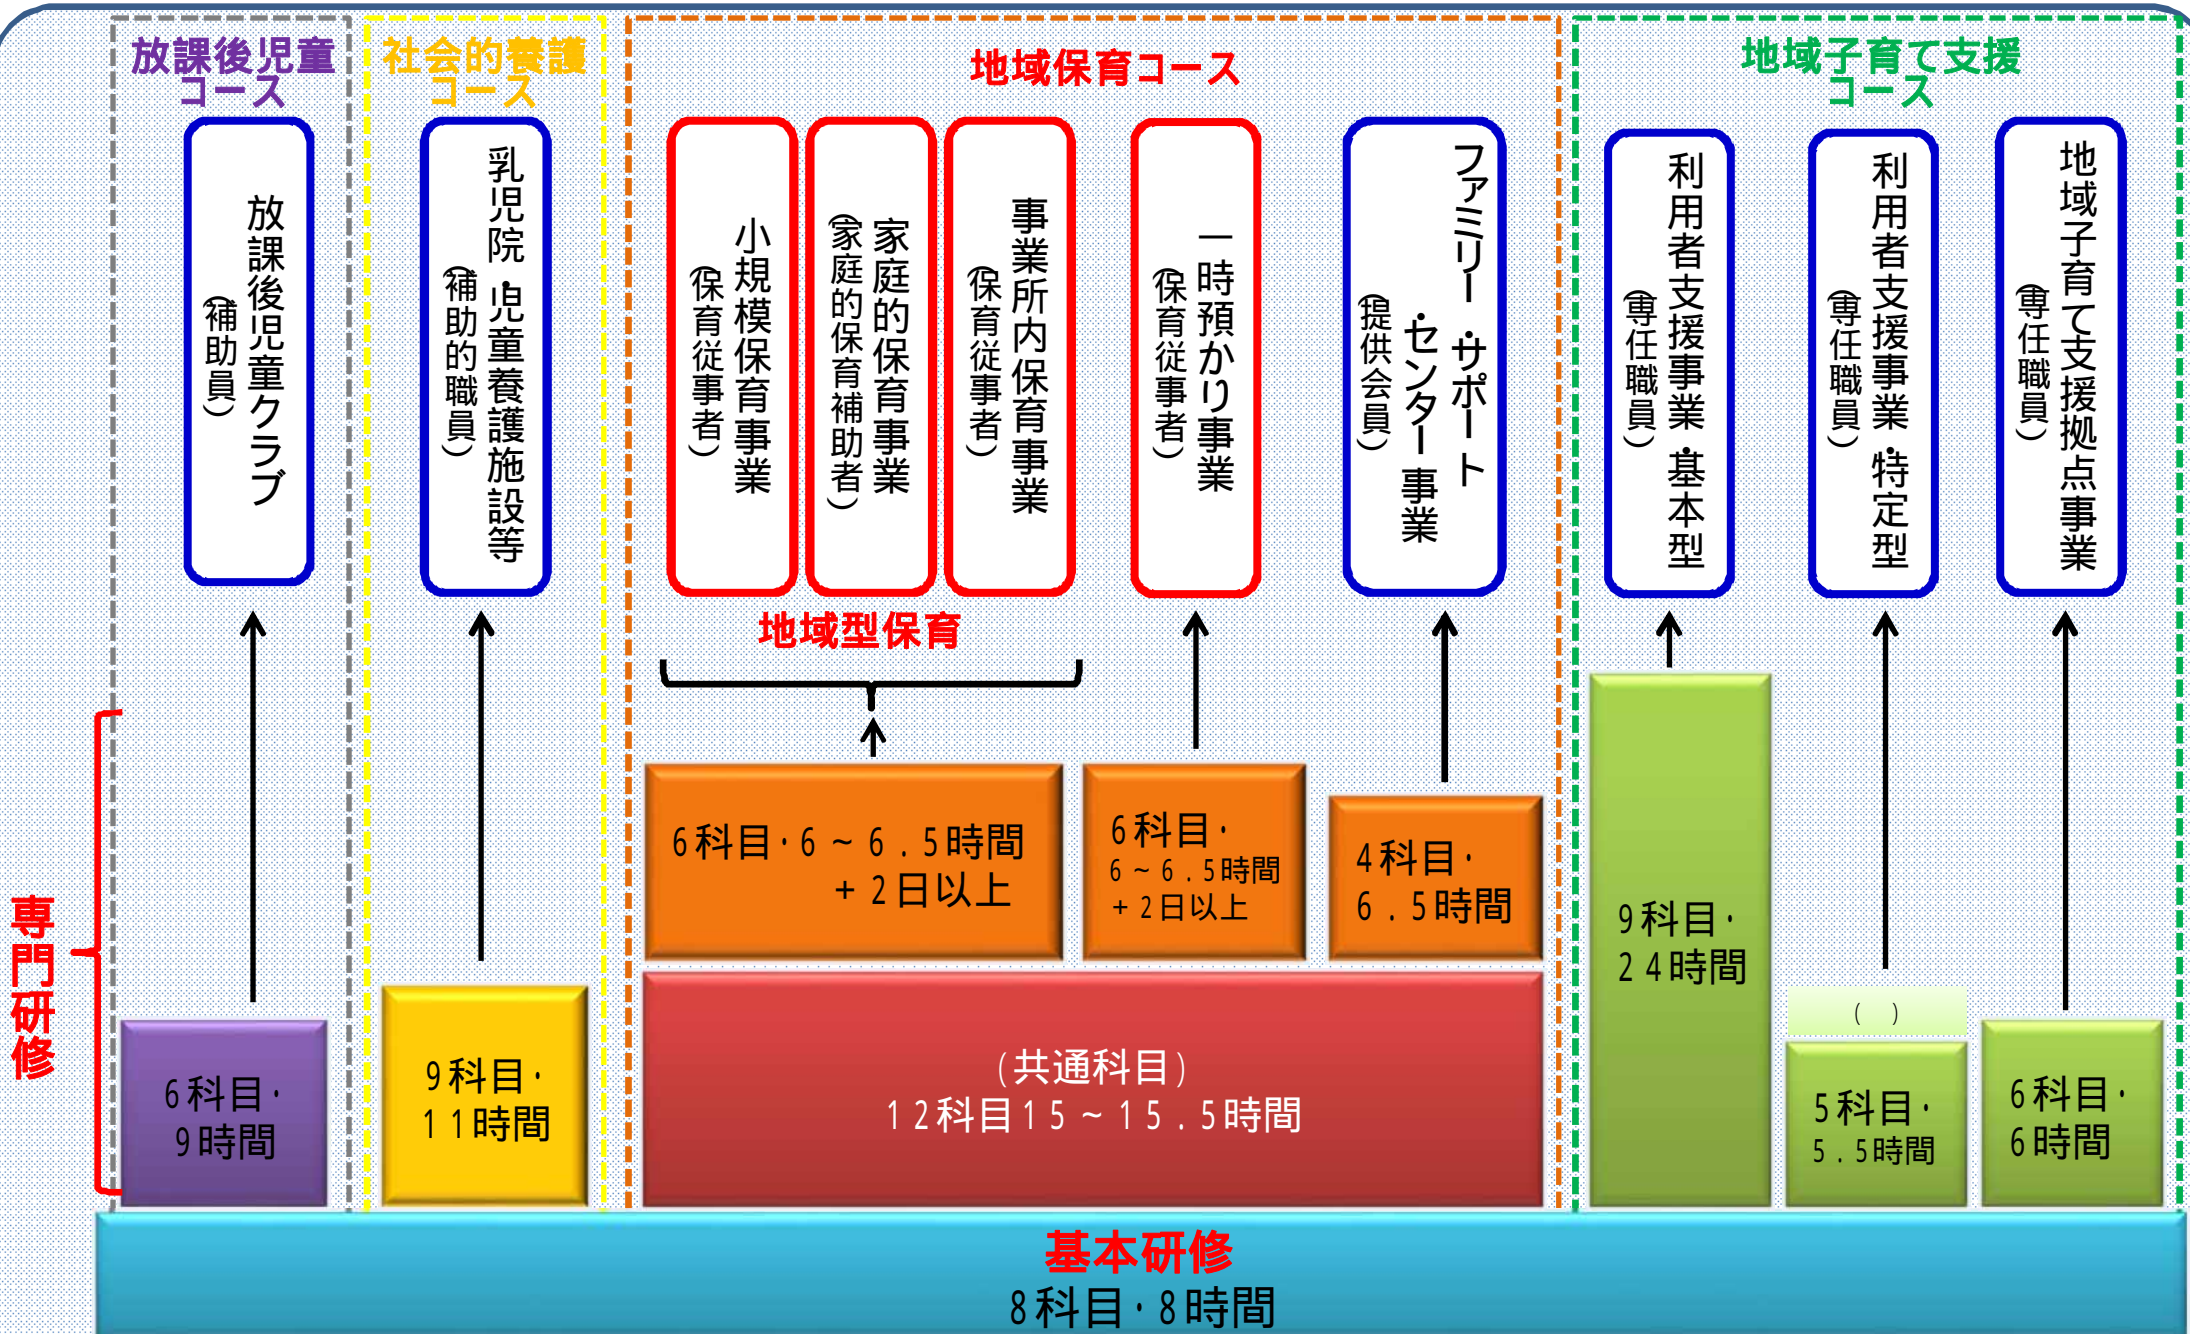 放課後児童
コース
社会的養護
コース
地域保育コース
地域子育て支援
コース
放課後児童クラブ
(補助員)
乳児院・児童養護施設等
(補助的職員)
小規模保育事業
(保育従事者)
家庭的保育事業
(家庭的保育補助者)
事業所内保育事業
(保育従事者)
一時預かり事業
(保育従事者)
ファミリー・サポート
・センター事業
(提供会員)
利用者支援事業・基本型
(専任職員)
利用者支援事業・特定型
(専任職員)
地域子育て支援拠点事業
(専任職員)
地域型保育
専門研修
6科目・
9時間
9科目・
11時間
6科目・6~6.5時間
+2日以上
6科目・
6~6.5時間
+2日以上
4科目・
6.5時間
(共通科目)
12科目15~15.5時間
9科目・
24時間
( )
5科目・
5.5時間
6科目・
6時間
基本研修
8科目・8時間